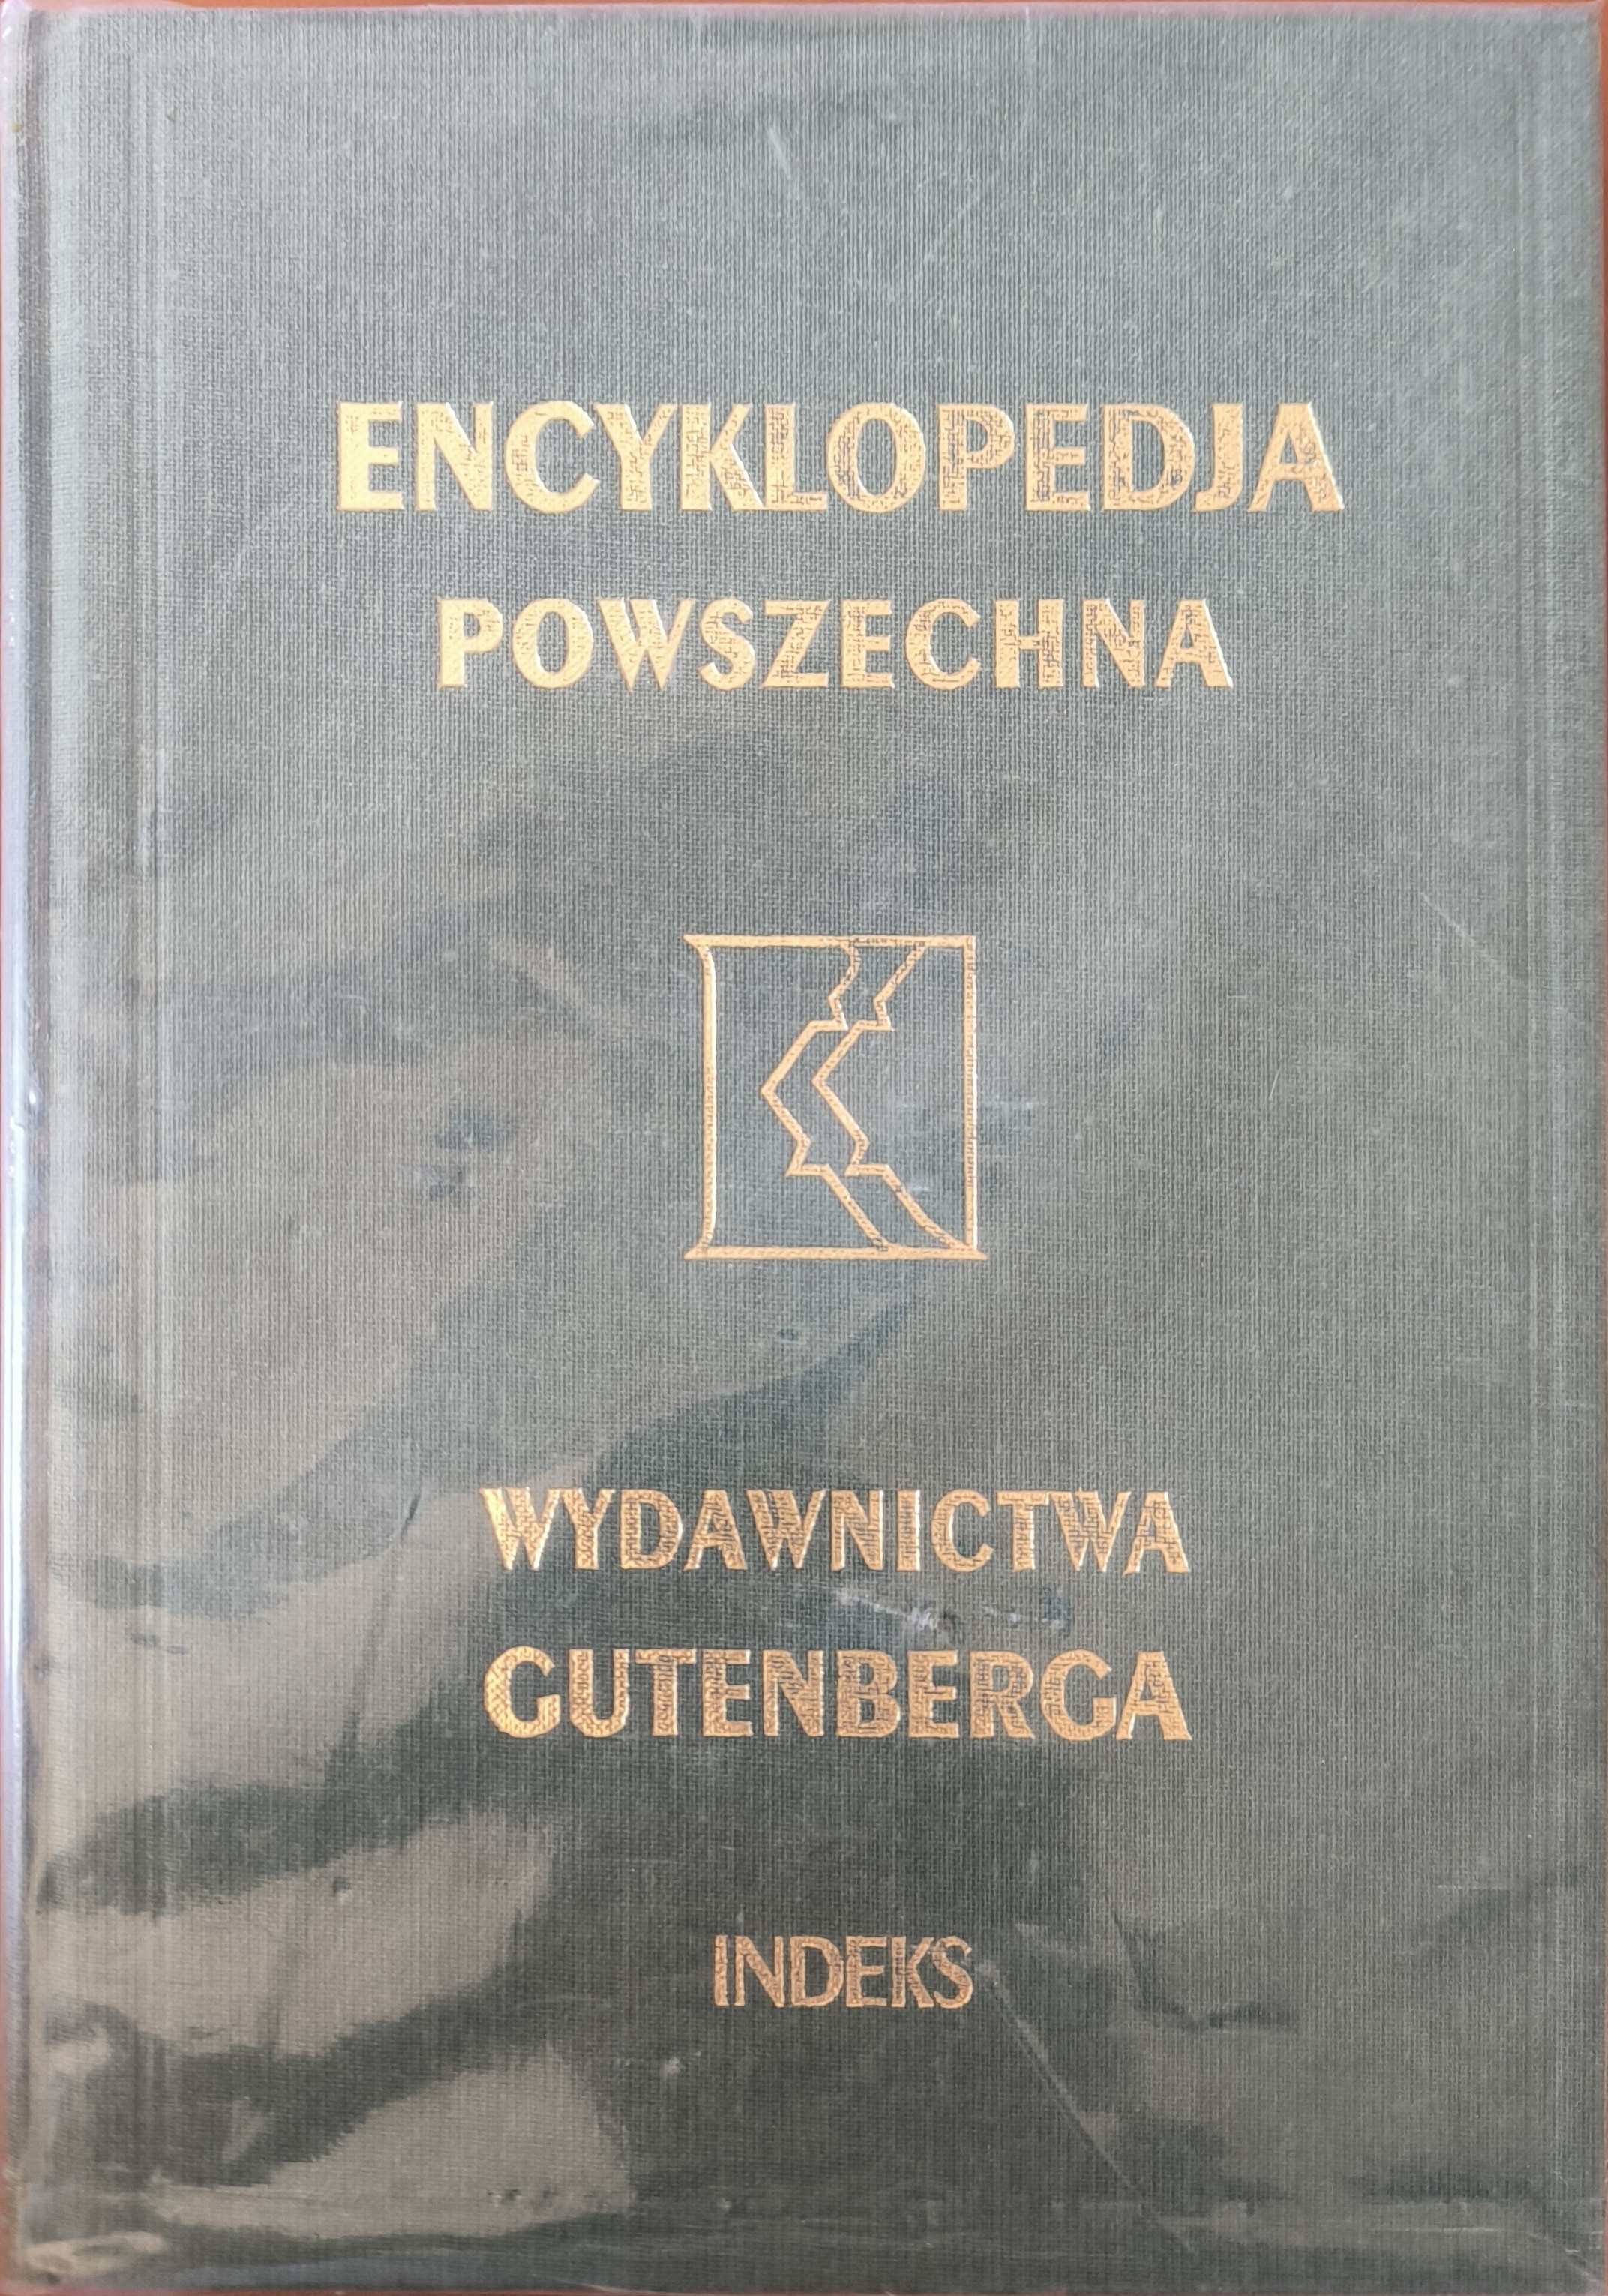 ENCYKLOPEDJA
POWSZECHNA
WYDAWNICTWA
GUTENBERGA
INDEKS